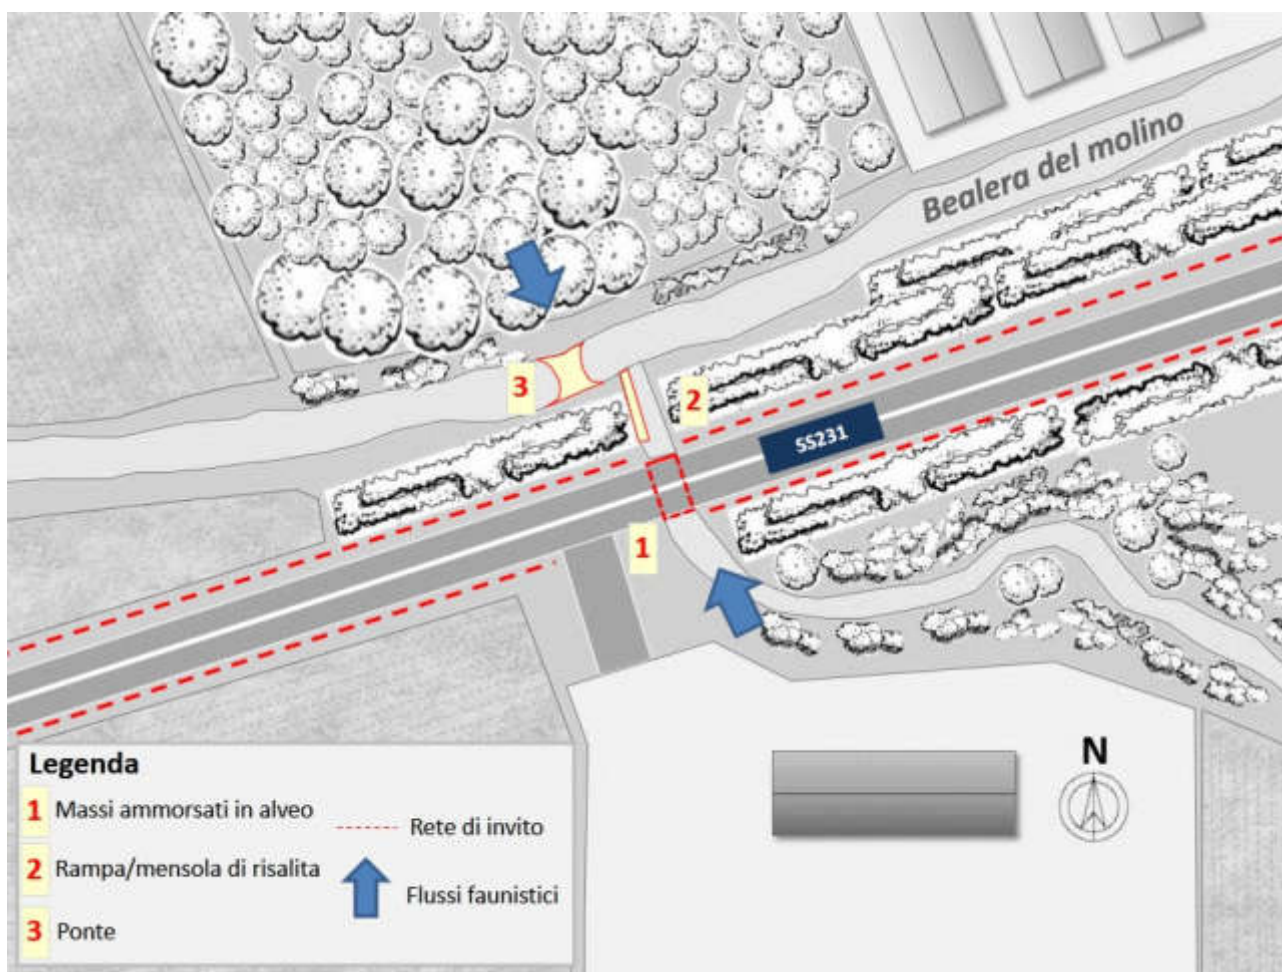 Bealera del molino
3
2
SS231
1
Legenda
1 Massi ammorsati in alveo
Rete di invito
2 Rampa/mensola di risalita
Flussi faunistici
3 Ponte
N